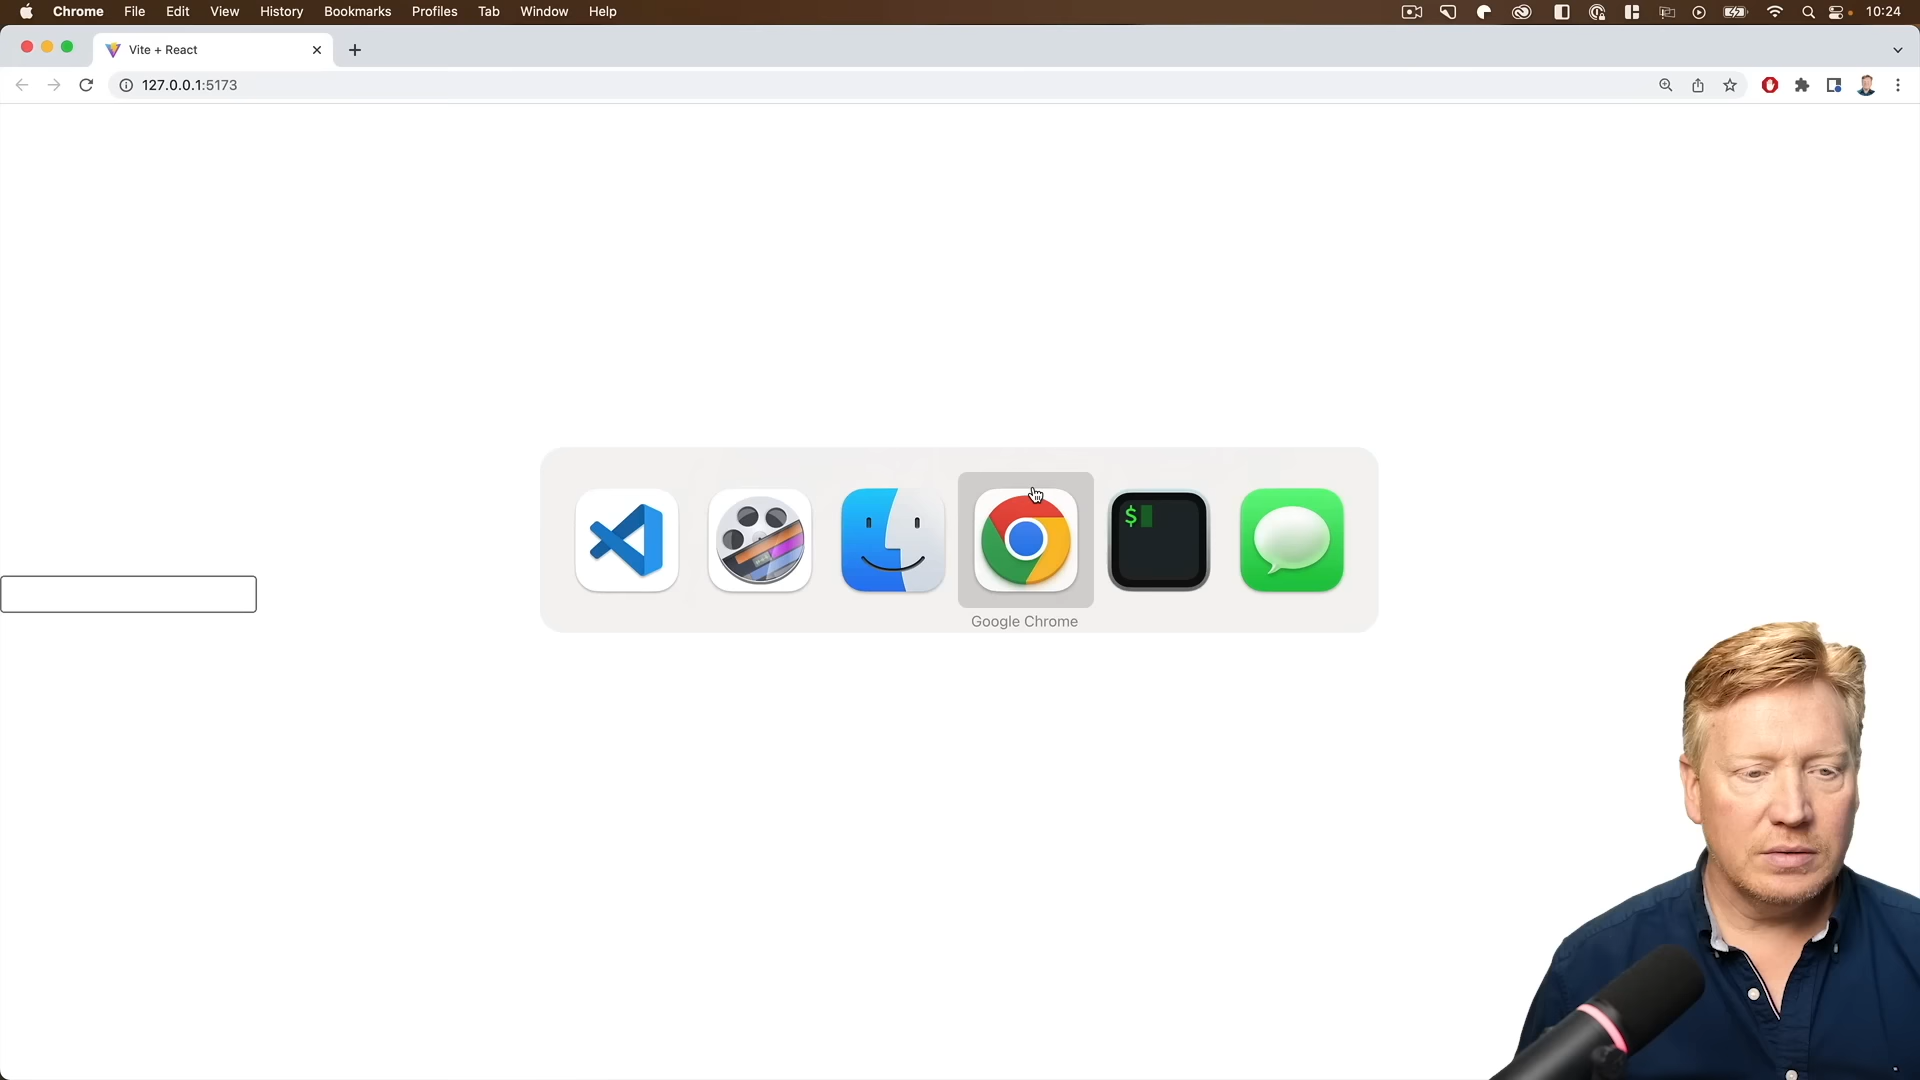 Chrome File Edit View History Bookmarks Profiles Tab Window Help 10:24
Vite + React
127.0.0.1:5173
$
Google Chrome